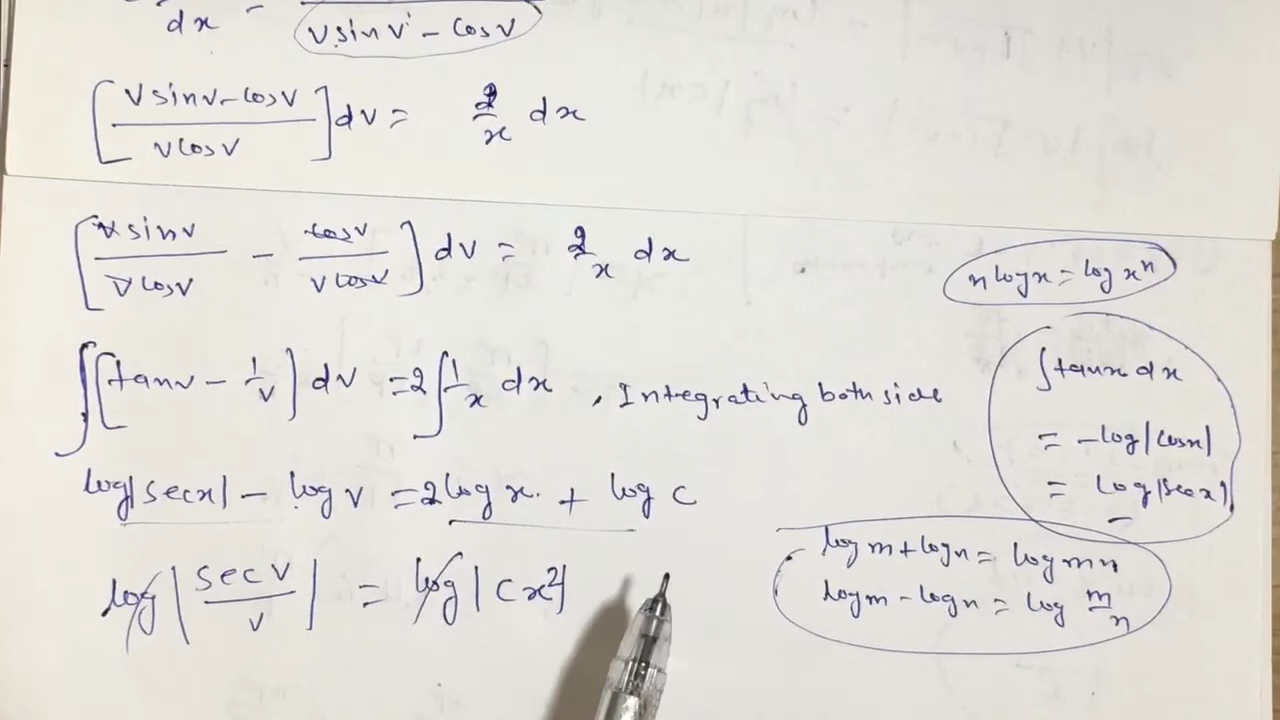 dx = v sin v - cos v
[v sin v - cos v / v cos v] dv = 2/x dx
[v sin v / v cos v - cos v / v cos v] dv = 2/x dx
n log x = log xⁿ
∫[tan v - 1/v] dv = 2∫1/x dx , Integrating both side
∫tan x dx
= -log|cos x|
= log|sec x|
log|sec x| - log v = 2 log x + log c
log m + log n = log mn
log m - log n = log m/n
log|sec v / v| = log|cx²|